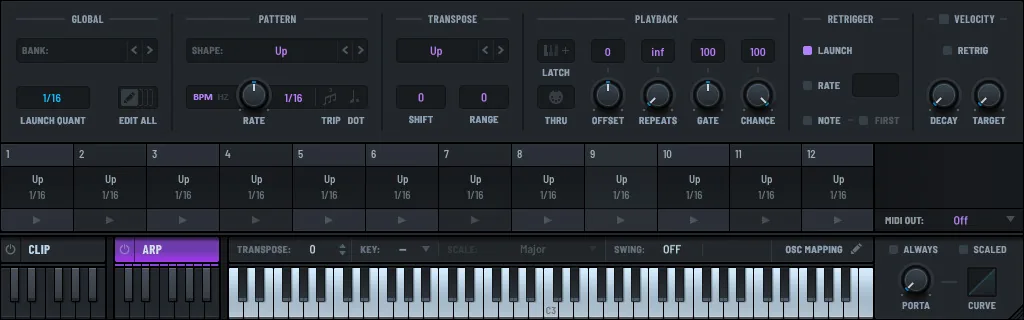 GLOBAL PATTERN TRANSPOSE PLAYBACK RETRIGGER VELOCITY
BANK: SHAPE: Up Up 0 inf 100 100 LAUNCH RETRIG
LATCH
RATE
1/16 BPM HZ 1/16 0 0
LAUNCH QUANT EDIT ALL RATE TRIP DOT SHIFT RANGE THRU OFFSET REPEATS GATE CHANCE NOTE FIRST DECAY TARGET
1 2 3 4 5 6 7 8 9 10 11 12
Up Up Up Up Up Up Up Up Up Up Up Up
1/16 1/16 1/16 1/16 1/16 1/16 1/16 1/16 1/16 1/16 1/16 1/16
MIDI OUT: Off
CLIP ARP TRANSPOSE: 0 KEY: – SCALE: Major SWING: OFF OSC MAPPING ALWAYS SCALED
C3 PORTA CURVE